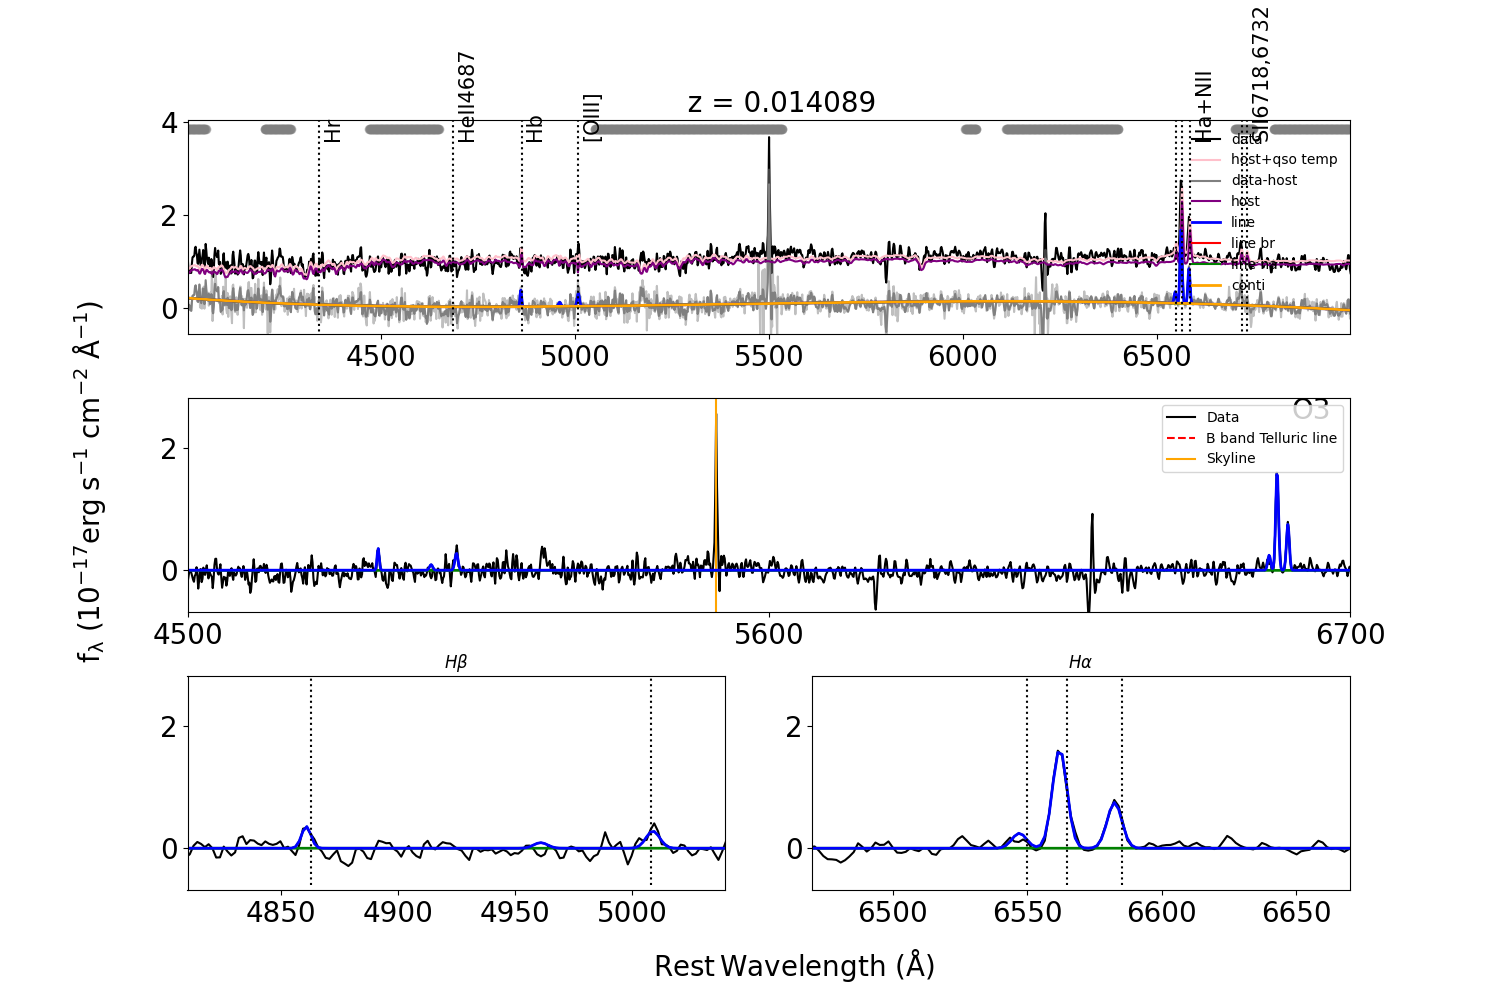 z = 0.014089
Hr
HeII4687
Hb
[OIII]
Ha+NII
SII6718,6732
4
2
0
data
host+qso temp
data-host
host
line
line br
conti
4500 5000 5500 6000 6500
fλ (10−17erg s−1 cm−2 Å−1)
O3
Data
B band Telluric line
Skyline
2
0
4500 5600 6700
Hβ
2
0
4850 4900 4950 5000
Hα
2
0
6500 6550 6600 6650
Rest Wavelength (Å)